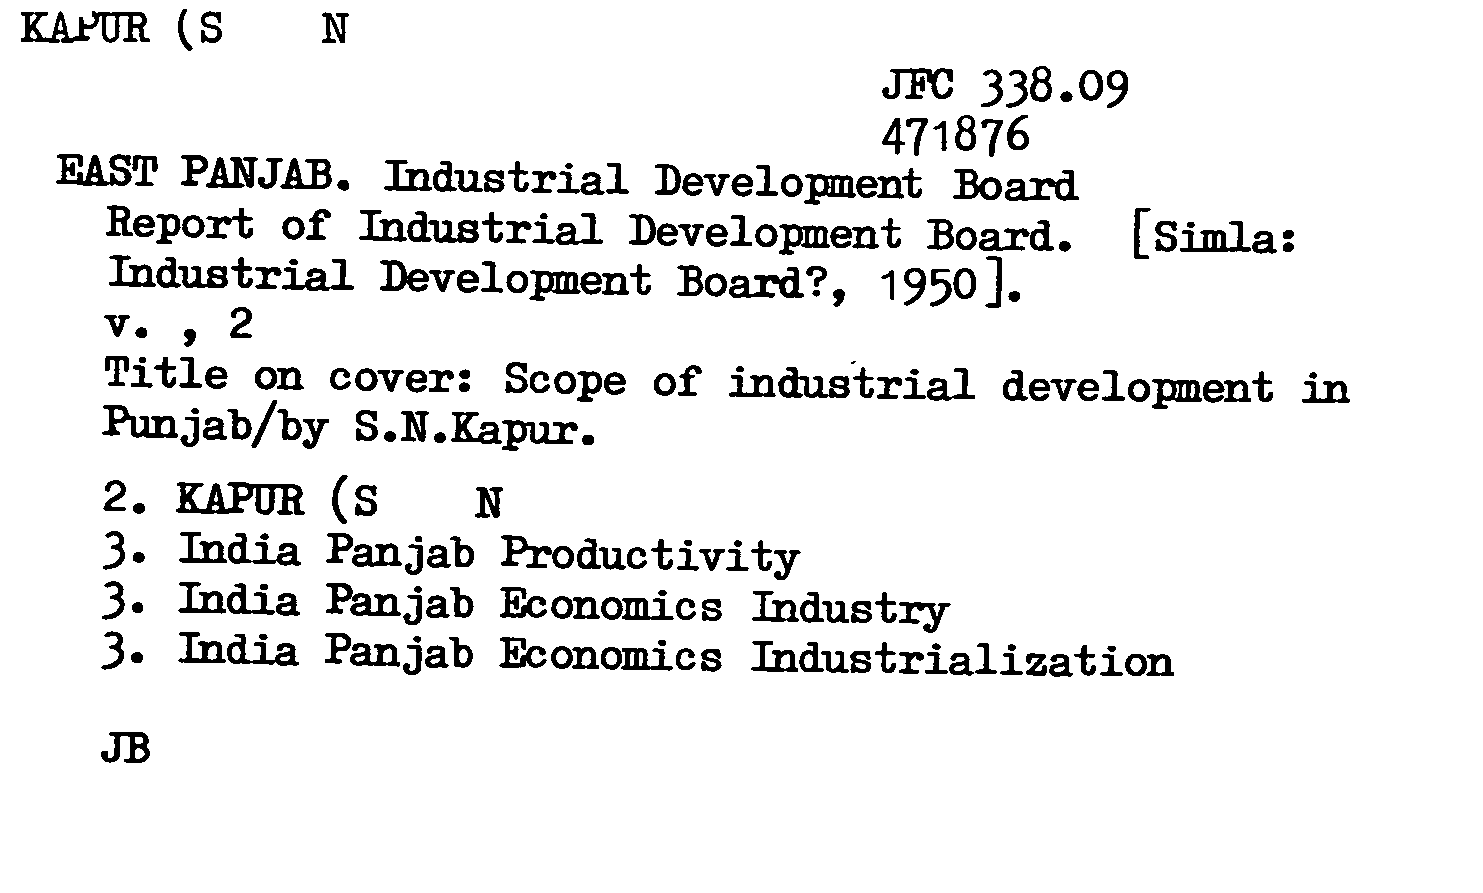 KAPUR (S N
JFC 338.09
471876
EAST PANJAB. Industrial Development Board
Report of Industrial Development Board. [Simla:
Industrial Development Board?, 1950].
v. , 2
Title on cover: Scope of industrial development in
Punjab/by S.N.Kapur.
2. KAPUR (S N
3. India Panjab Productivity
3. India Panjab Economics Industry
3. India Panjab Economics Industrialization
JB